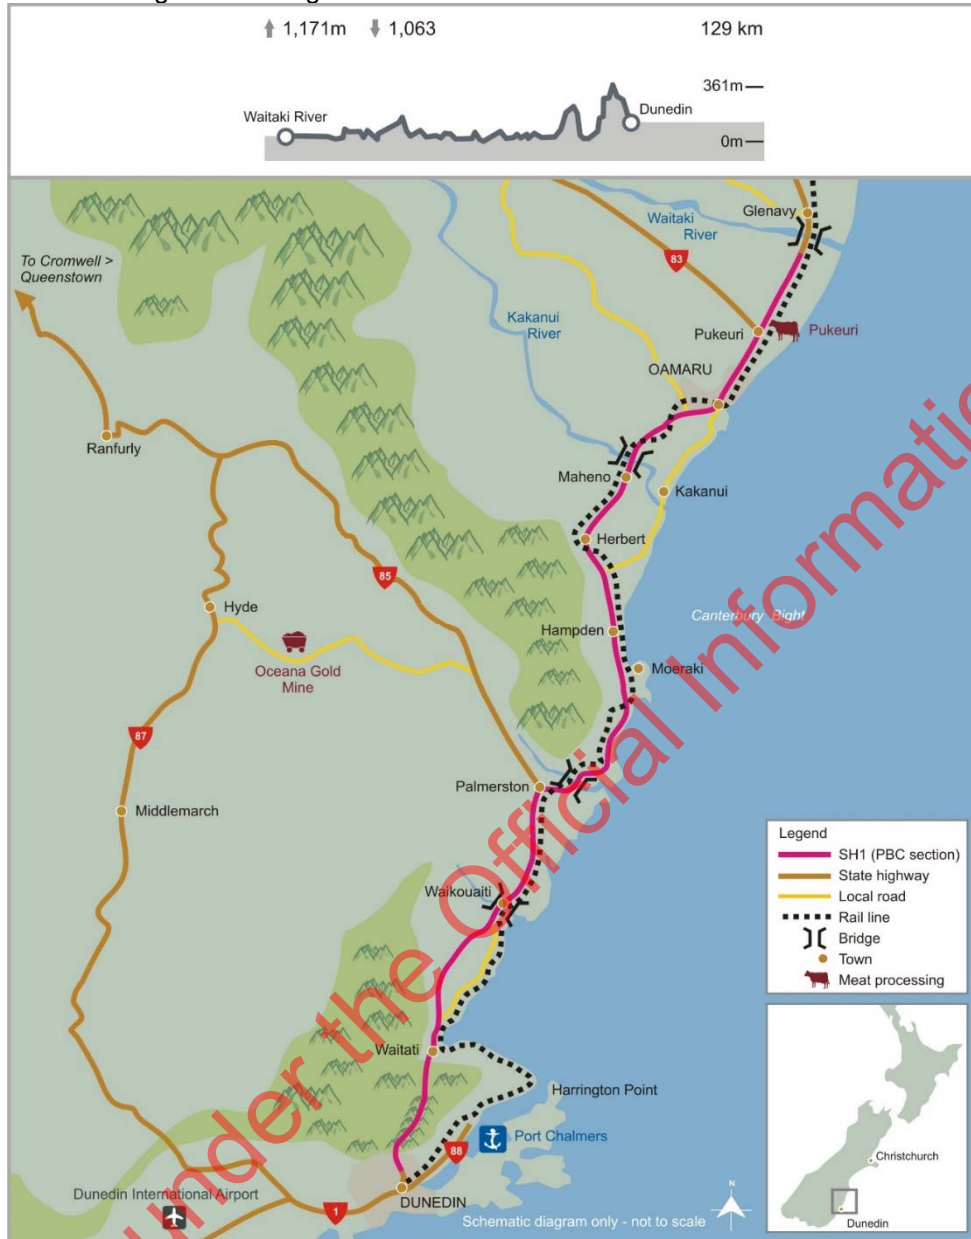 1,171m 1,063 129 km
361m
Waitaki River
Dunedin
0m
Glenavy
Waitaki
River
To Cromwell >
Queenstown
83
Kakanui
River
Pukeuri
Pukeuri
OAMARU
Ranfurly
Maheno
Kakanui
Herbert
85
Hyde
Canterbury Bight
Hampden
Oceana Gold
Mine
Moeraki
87
Palmerston
Middlemarch
Legend
SH1 (PBC section)
State highway
Local road
Rail line
Bridge
Town
Meat processing
Waikouaiti
Waitati
Harrington Point
Port Chalmers
88
Christchurch
Dunedin International Airport
DUNEDIN
1
N
Schematic diagram only - not to scale
Dunedin
under the Official Informatio